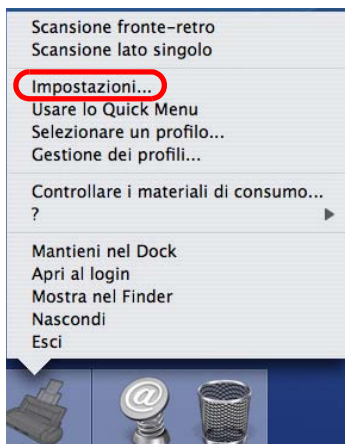 Scansione fronte-retro
Scansione lato singolo
Impostazioni...
Usare lo Quick Menu
Selezionare un profilo...
Gestione dei profili...
Controllare i materiali di consumo...
?
Mantieni nel Dock
Apri al login
Mostra nel Finder
Nascondi
Esci
@